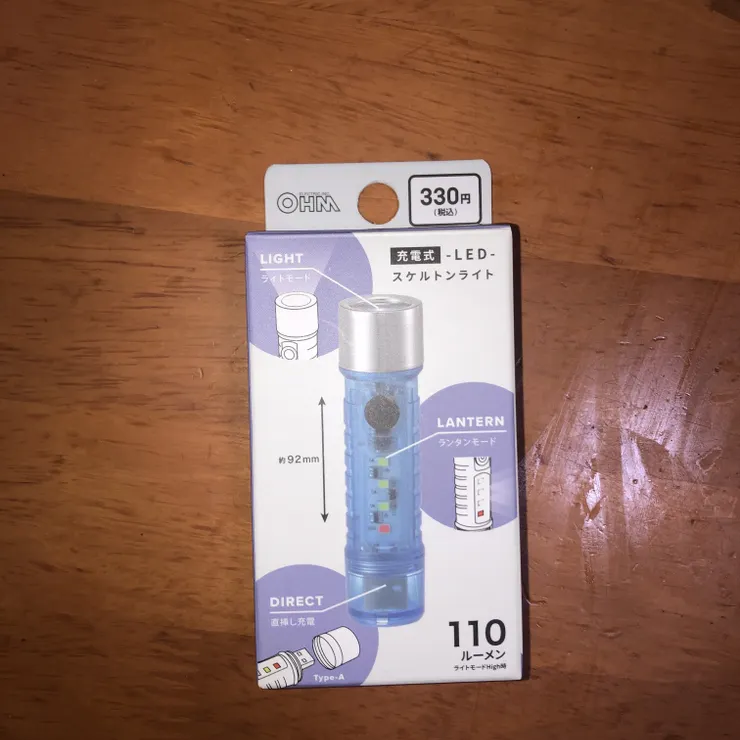 ELECTRIC INC.
OHM
330円
(税込)
LIGHT
ライトモード
充電式 -LED-
スケルトンライト
LANTERN
ランタンモード
約92mm
DIRECT
直挿し充電
Type-A
110
ルーメン
ライトモードHigh時